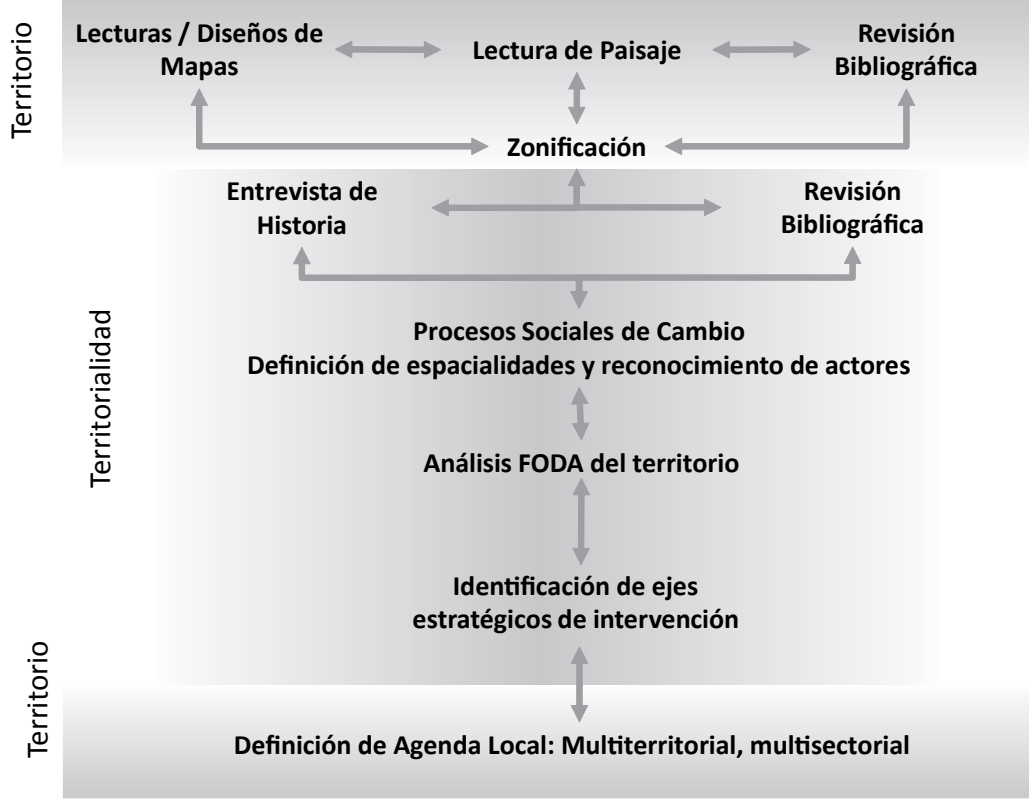 Territorio
Lecturas / Diseños de
Mapas
Lectura de Paisaje
Revisión
Bibliográfica
Zonificación
Territorialidad
Entrevista de
Historia
Revisión
Bibliográfica
Procesos Sociales de Cambio
Definición de espacialidades y reconocimiento de actores
Análisis FODA del territorio
Identificación de ejes
estratégicos de intervención
Territorio
Definición de Agenda Local: Multiterritorial, multisectorial